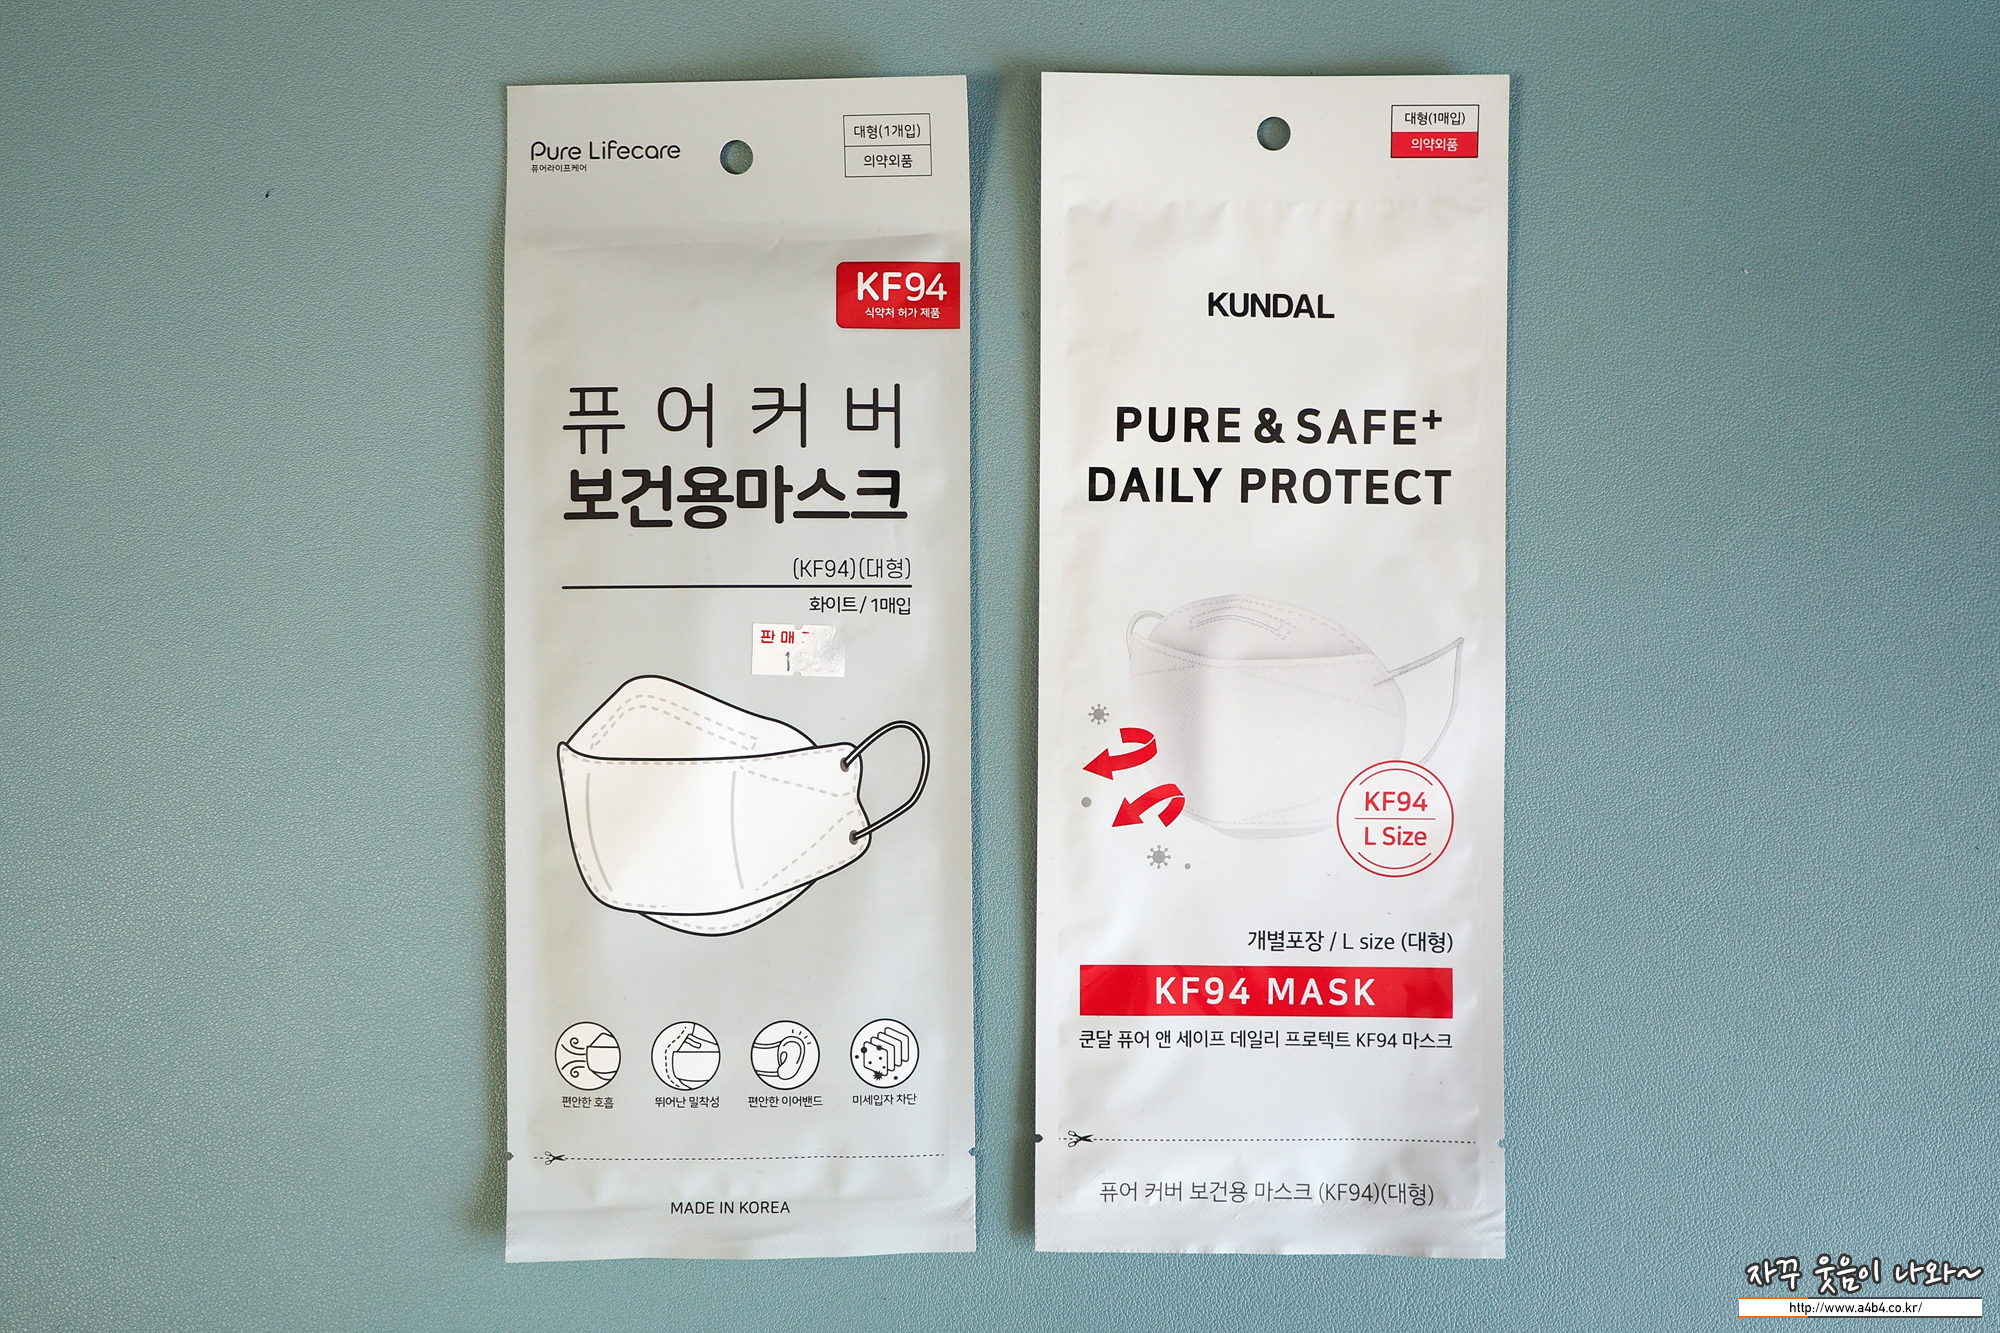 Pure Lifecare
퓨어라이프케어
대형(1개입)
의약외품
KF94
식약처 허가 제품
퓨어커버
보건용마스크
(KF94)(대형)
화이트/1매입
판매
1
편안한 호흡
뛰어난 밀착성
편안한 이어밴드
미세입자 차단
MADE IN KOREA
대형(1매입)
의약외품
KUNDAL
PURE & SAFE+
DAILY PROTECT
KF94
L Size
개별포장 / L size (대형)
KF94 MASK
쿤달 퓨어 앤 세이프 데일리 프로텍트 KF94 마스크
퓨어 커버 보건용 마스크 (KF94)(대형)
자꾸 웃음이 나와~
http://www.a4b4.co.kr/